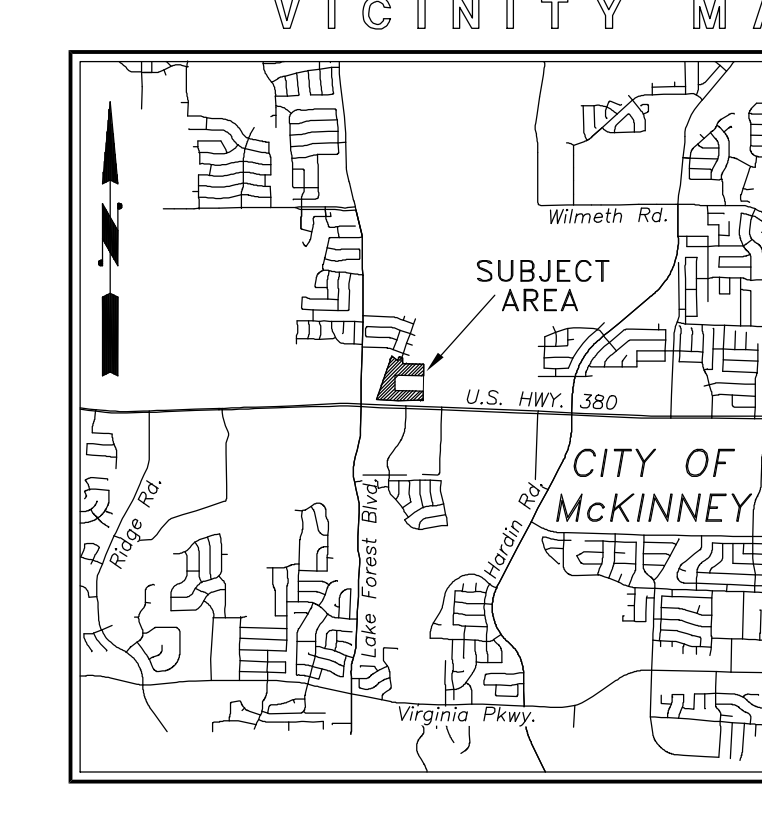 VICINITY MA
N
Wilmeth Rd.
SUBJECT
AREA
U.S. HWY. 380
CITY OF
McKINNEY
Ridge Rd.
Lake Forest Blvd.
Hardin Rd.
Virginia Pkwy.